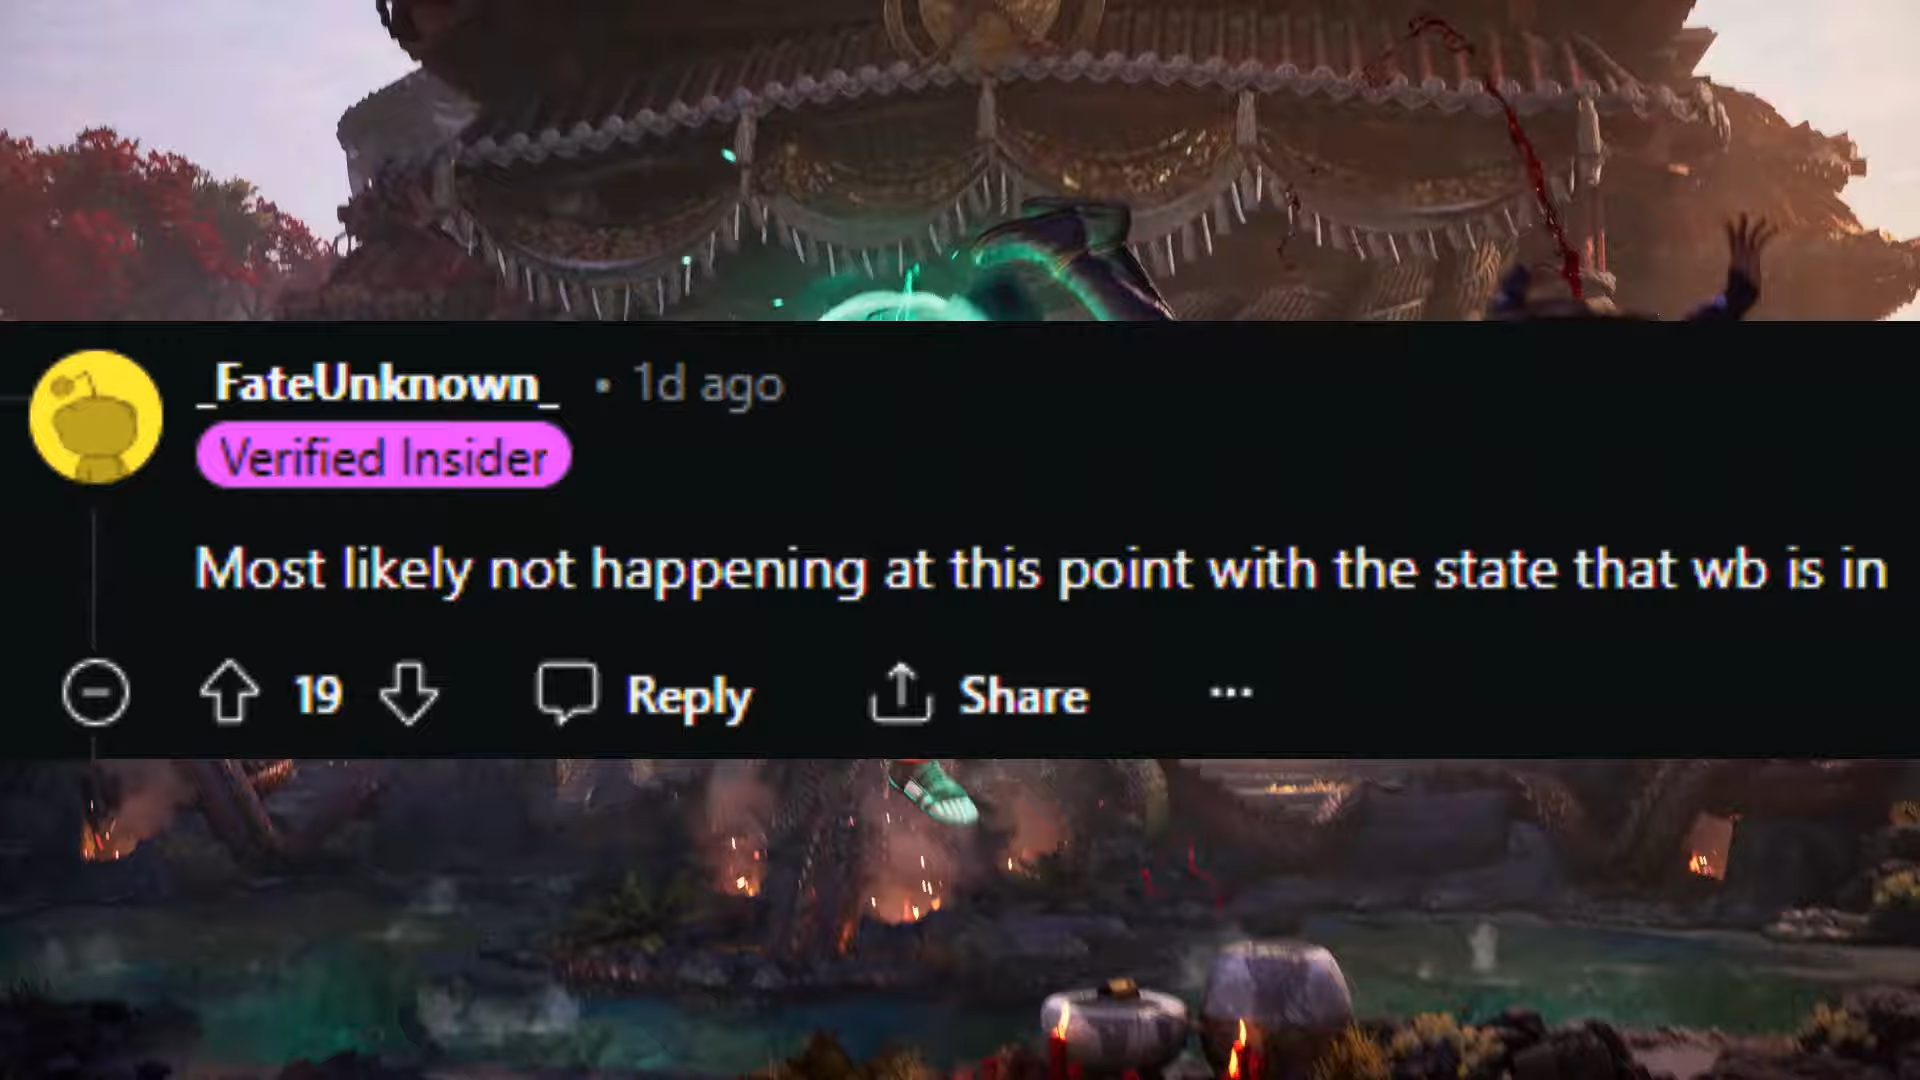 _FateUnknown_ • 1d ago
Verified Insider
Most likely not happening at this point with the state that wb is in
19 Reply Share ...